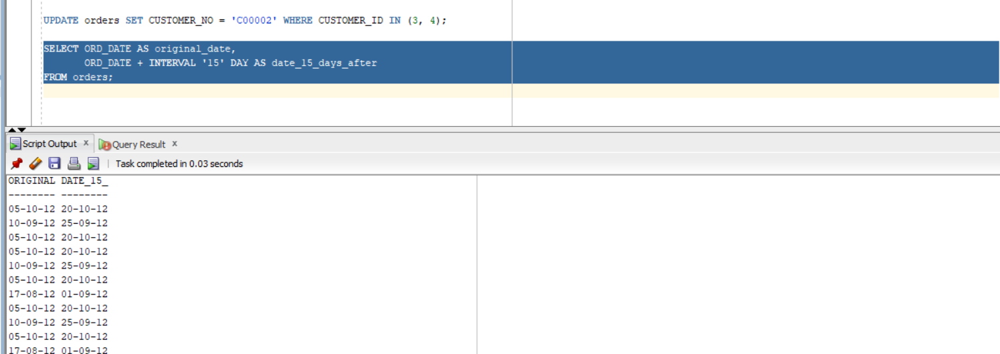 UPDATE orders SET CUSTOMER_NO = 'C00002' WHERE CUSTOMER_ID IN (3, 4);
SELECT ORD_DATE AS original_date,
ORD_DATE + INTERVAL '15' DAY AS date_15_days_after
FROM orders;
Script Output x Query Result x
Task completed in 0.03 seconds
ORIGINAL DATE_15_
-------- --------
05-10-12 20-10-12
10-09-12 25-09-12
05-10-12 20-10-12
05-10-12 20-10-12
10-09-12 25-09-12
05-10-12 20-10-12
17-08-12 01-09-12
05-10-12 20-10-12
10-09-12 25-09-12
05-10-12 20-10-12
17-08-12 01-09-12